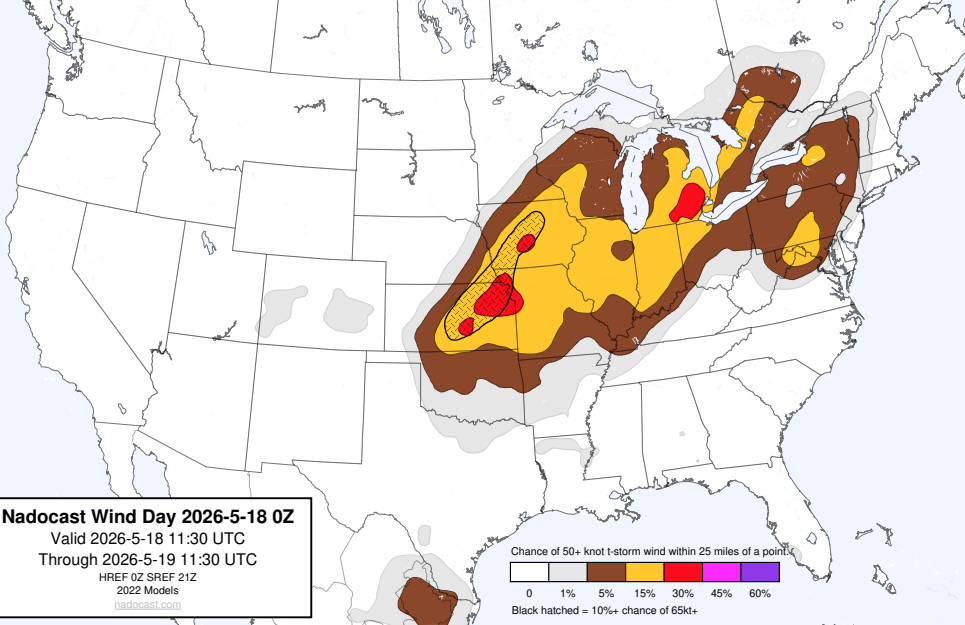 Nadocast Wind Day 2026-5-18 0Z
Valid 2026-5-18 11:30 UTC
Through 2026-5-19 11:30 UTC
HREF 0Z SREF 21Z
2022 Models
nadocast.com
Chance of 50+ knot t-storm wind within 25 miles of a point.
0 1% 5% 15% 30% 45% 60%
Black hatched = 10%+ chance of 65kt+